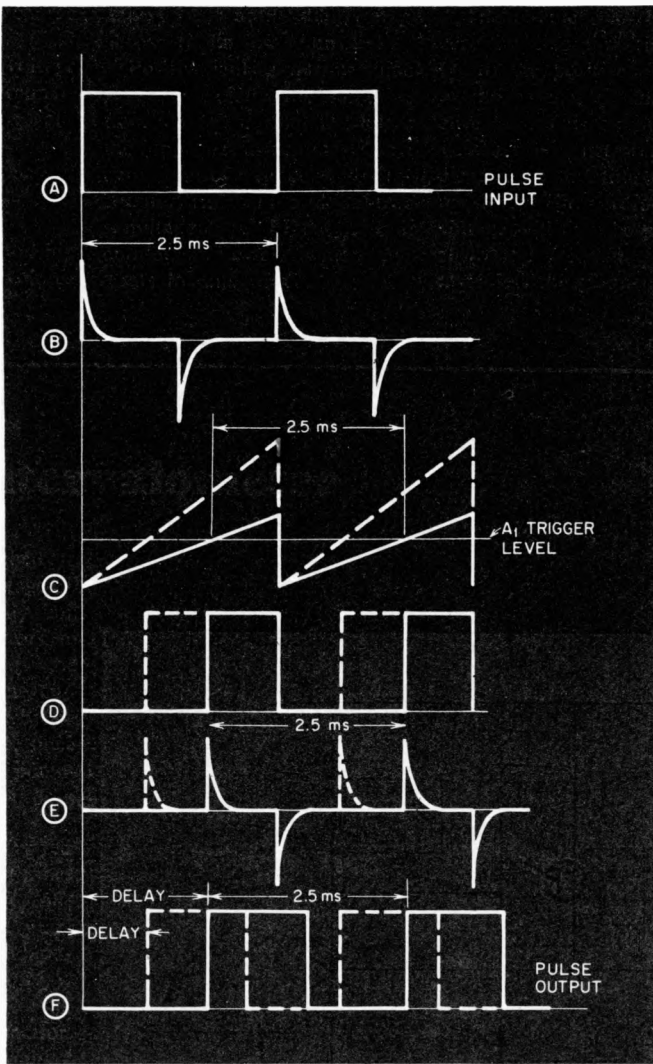 A
PULSE
INPUT
2.5 ms
B
2.5 ms
A₁ TRIGGER
LEVEL
C
D
2.5 ms
E
DELAY
2.5 ms
DELAY
PULSE
OUTPUT
F